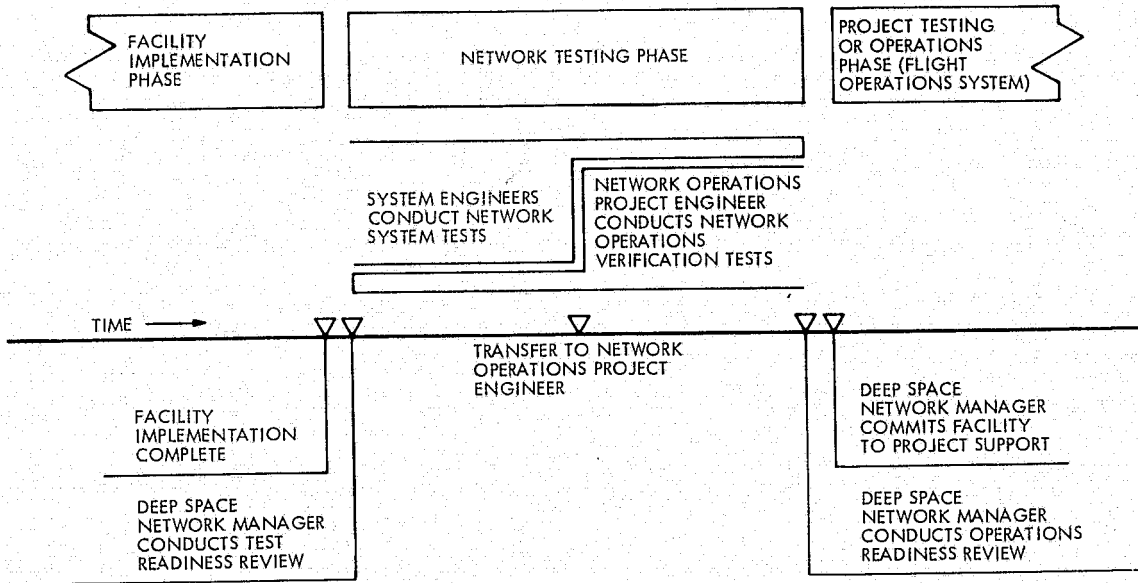 FACILITY
IMPLEMENTATION
PHASE
NETWORK TESTING PHASE
PROJECT TESTING
OR OPERATIONS
PHASE (FLIGHT
OPERATIONS SYSTEM)
SYSTEM ENGINEERS
CONDUCT NETWORK
SYSTEM TESTS
NETWORK OPERATIONS
PROJECT ENGINEER
CONDUCTS NETWORK
OPERATIONS
VERIFICATION TESTS
TIME
TRANSFER TO NETWORK
OPERATIONS PROJECT
ENGINEER
FACILITY
IMPLEMENTATION
COMPLETE
DEEP SPACE
NETWORK MANAGER
COMMITS FACILITY
TO PROJECT SUPPORT
DEEP SPACE
NETWORK MANAGER
CONDUCTS TEST
READINESS REVIEW
DEEP SPACE
NETWORK MANAGER
CONDUCTS OPERATIONS
READINESS REVIEW